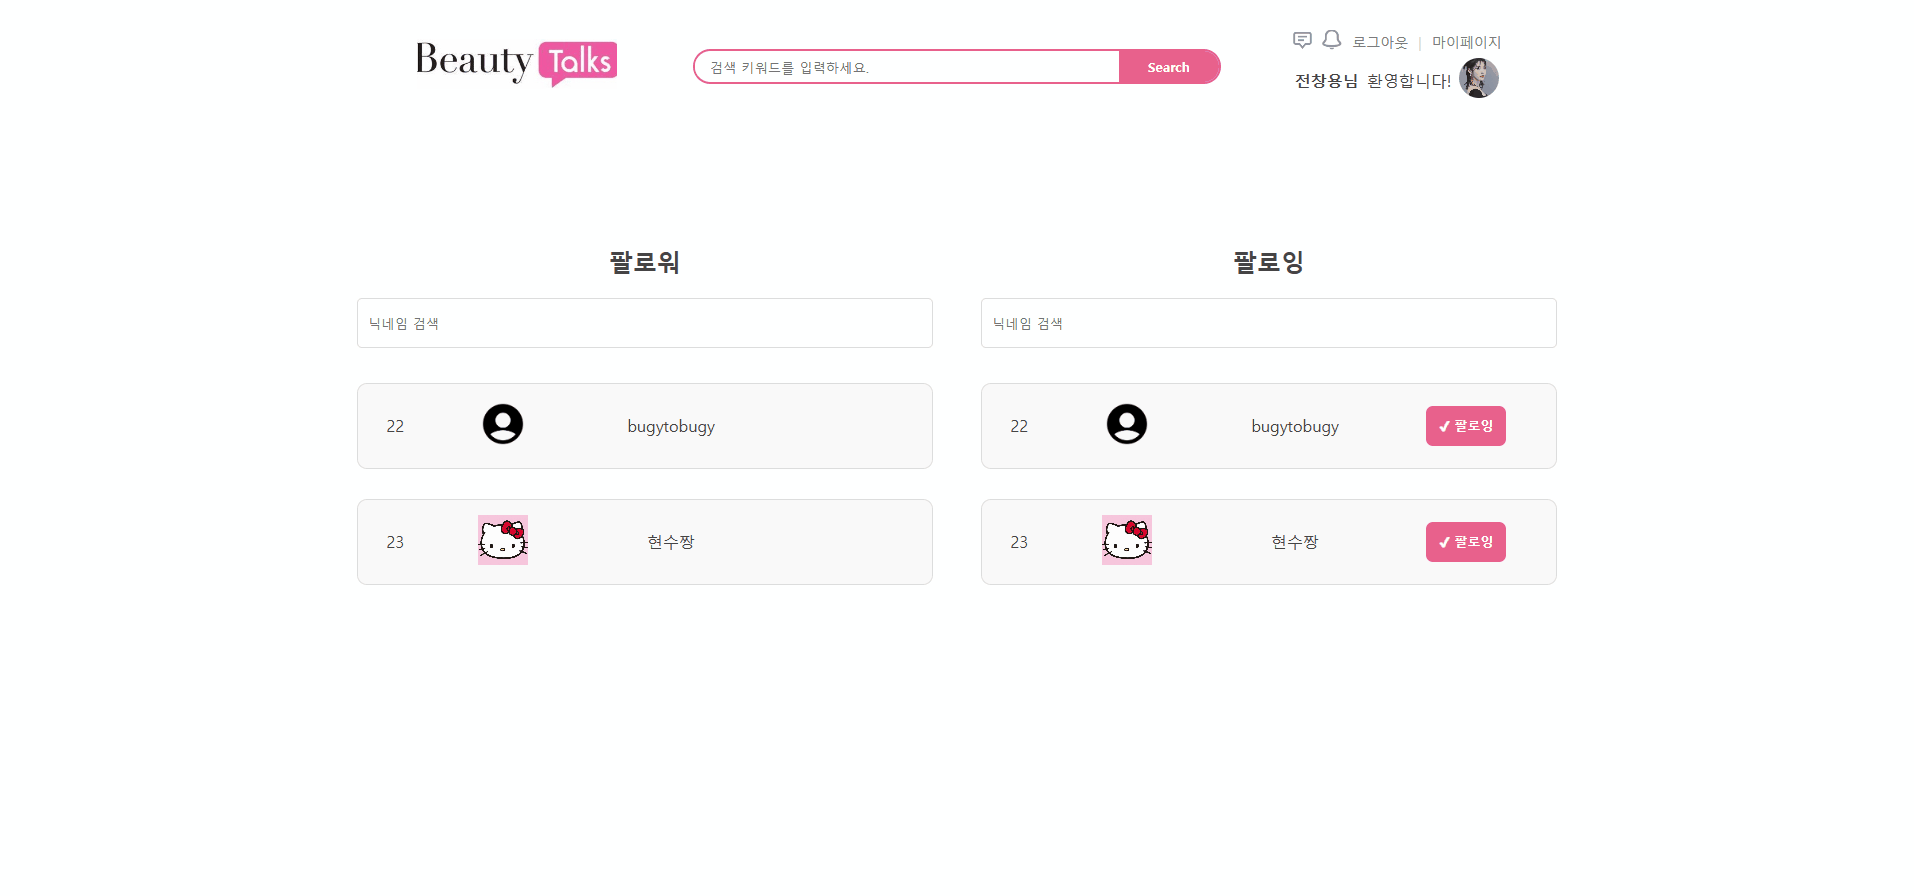 Beauty Talks
검색 키워드를 입력하세요.
Search
로그아웃 | 마이페이지
전창용님 환영합니다!
팔로워
닉네임 검색
22 bugytobugy
23 현수짱
팔로잉
닉네임 검색
22 bugytobugy ✔ 팔로잉
23 현수짱 ✔ 팔로잉